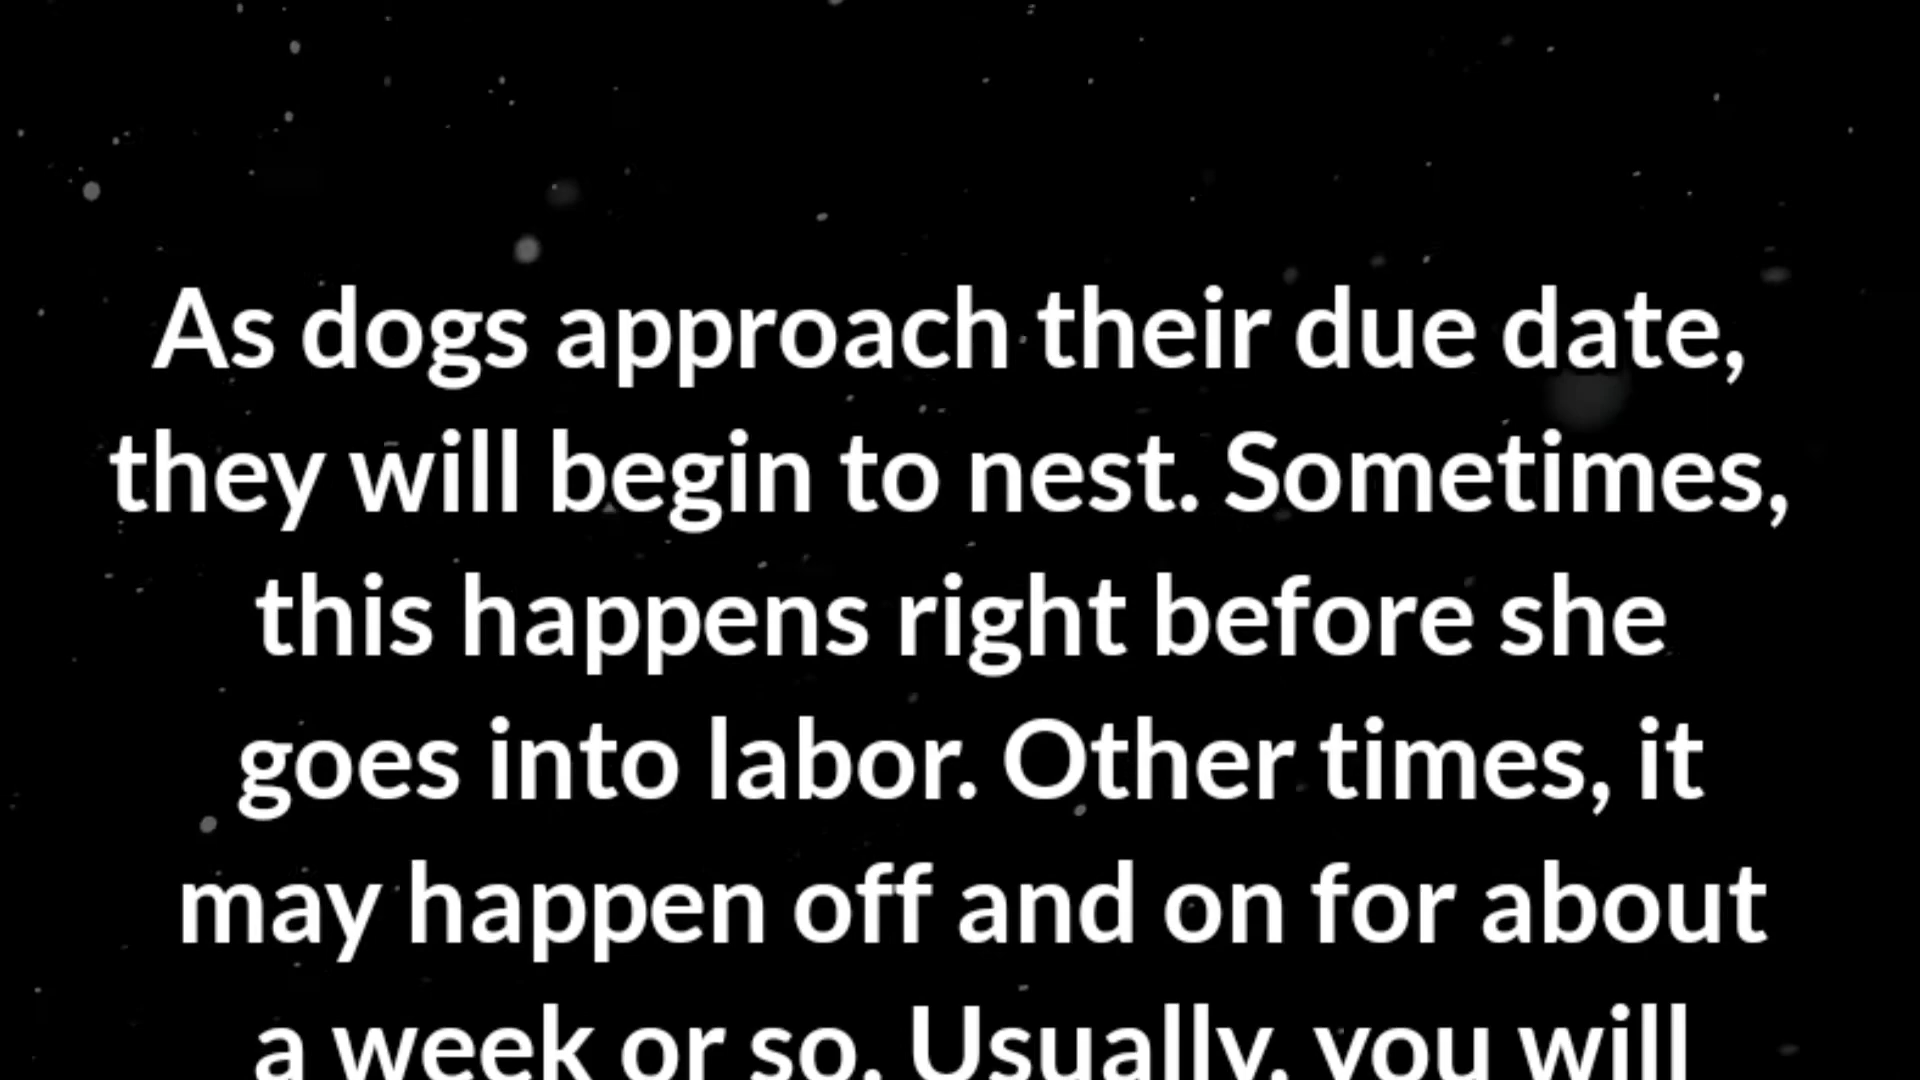 As dogs approach their due date,
they will begin to nest. Sometimes,
this happens right before she
goes into labor. Other times, it
may happen off and on for about
a week or so. Usually, you will